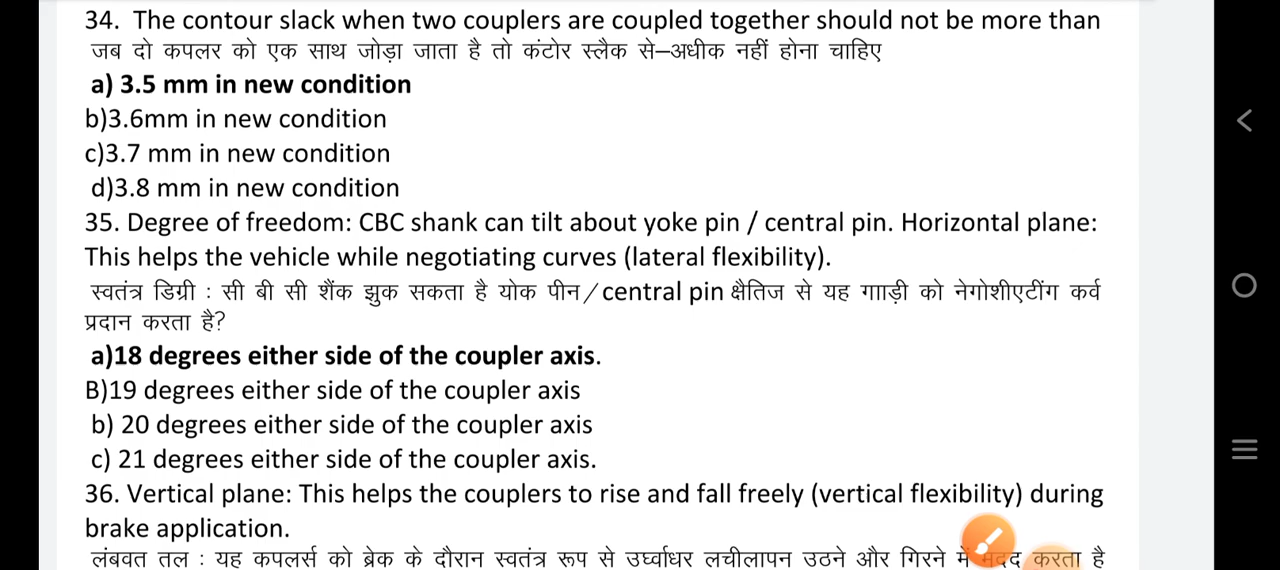 34. The contour slack when two couplers are coupled together should not be more than
जब दो कपलर को एक साथ जोड़ा जाता है तो कंटोर स्लैक से–अधीक नहीं होना चाहिए
a) 3.5 mm in new condition
b)3.6mm in new condition
c)3.7 mm in new condition
d)3.8 mm in new condition
35. Degree of freedom: CBC shank can tilt about yoke pin / central pin. Horizontal plane:
This helps the vehicle while negotiating curves (lateral flexibility).
स्वतंत्र डिग्री : सी बी सी शैंक झुक सकता है योक पीन/central pin क्षैतिज से यह गााड़ी को नेगोशीएटींग कर्व
प्रदान करता है?
a)18 degrees either side of the coupler axis.
B)19 degrees either side of the coupler axis
b) 20 degrees either side of the coupler axis
c) 21 degrees either side of the coupler axis.
36. Vertical plane: This helps the couplers to rise and fall freely (vertical flexibility) during
brake application.
लंबवत तल : यह कपलर्स को ब्रेक के दौरान स्वतंत्र रूप से उर्घ्वाधर लचीलापन उठने और गिरने में मदद करता है